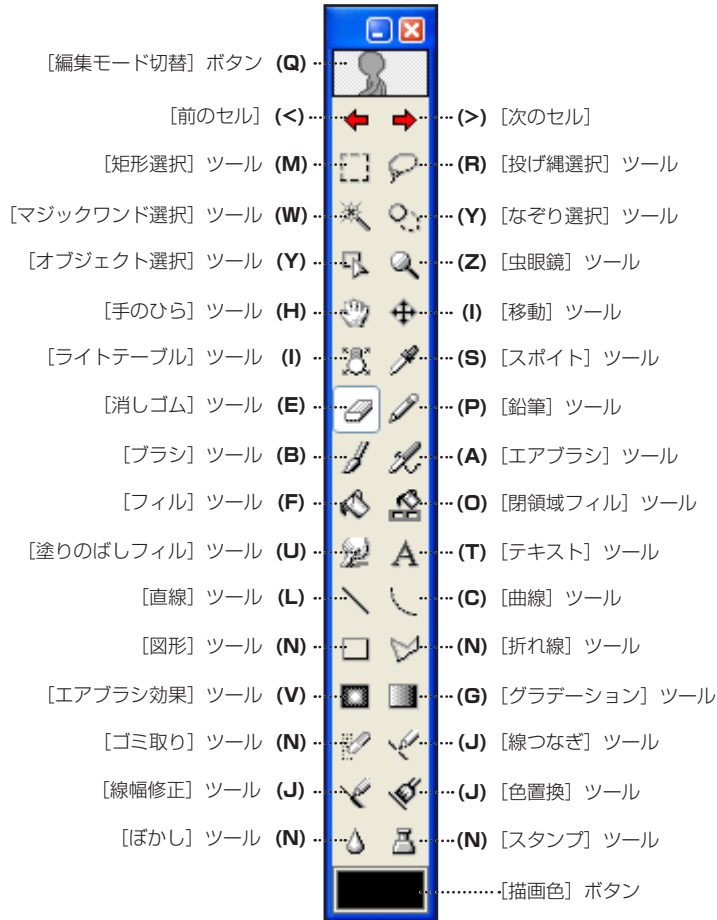 [編集モード切替] ボタン (Q)
[前のセル] (<) (>) [次のセル]
[矩形選択] ツール (M) (R) [投げ縄選択] ツール
[マジックワンド選択] ツール (W) (Y) [なぞり選択] ツール
[オブジェクト選択] ツール (Y) (Z) [虫眼鏡] ツール
[手のひら] ツール (H) (I) [移動] ツール
[ライトテーブル] ツール (I) (S) [スポイト] ツール
[消しゴム] ツール (E) (P) [鉛筆] ツール
[ブラシ] ツール (B) (A) [エアブラシ] ツール
[フィル] ツール (F) (O) [閉領域フィル] ツール
[塗りのばしフィル] ツール (U) (T) [テキスト] ツール
[直線] ツール (L) (C) [曲線] ツール
[図形] ツール (N) (N) [折れ線] ツール
[エアブラシ効果] ツール (V) (G) [グラデーション] ツール
[ゴミ取り] ツール (N) (J) [線つなぎ] ツール
[線幅修正] ツール (J) (J) [色置換] ツール
[ぼかし] ツール (N) (N) [スタンプ] ツール
[描画色] ボタン